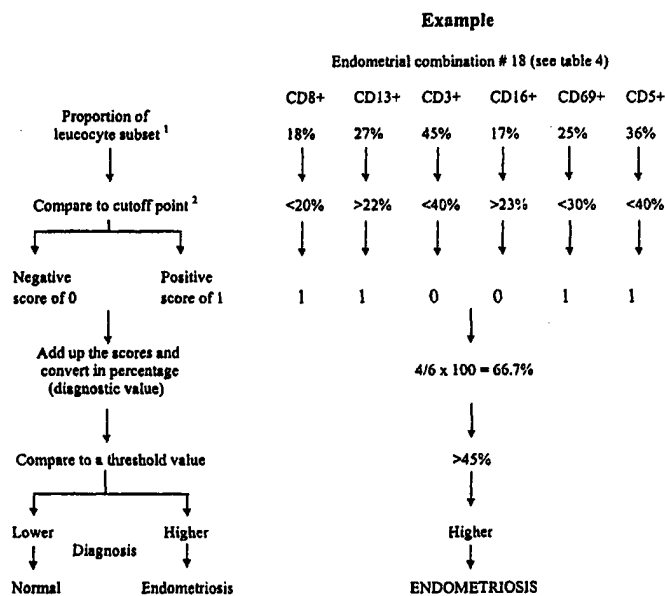 Example
Endometrial combination # 18 (see table 4)
CD8+ CD13+ CD3+ CD16+ CD69+ CD5+
Proportion of
leucocyte subset 1
18% 27% 45% 17% 25% 36%
Compare to cutoff point 2
<20% >22% <40% >23% <30% <40%
Negative
score of 0
Positive
score of 1
1 1 0 0 1 1
Add up the scores and
convert in percentage
(diagnostic value)
4/6 x 100 = 66.7%
Compare to a threshold value
>45%
Lower
Higher
Diagnosis
Higher
Normal
Endometriosis
ENDOMETRIOSIS